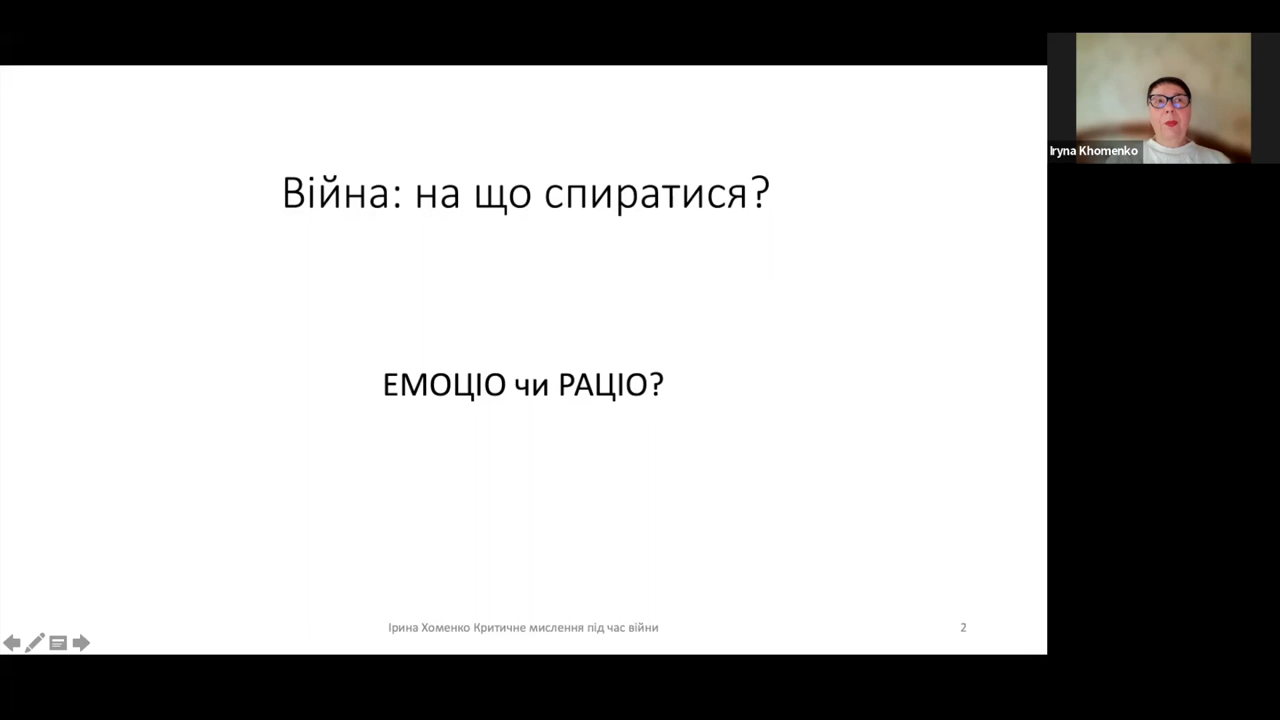 Війна: на що спиратися?
ЕМОЦІО чи РАЦІО?
Ірина Хоменко Критичне мислення під час війни
2
Iryna Khomenko